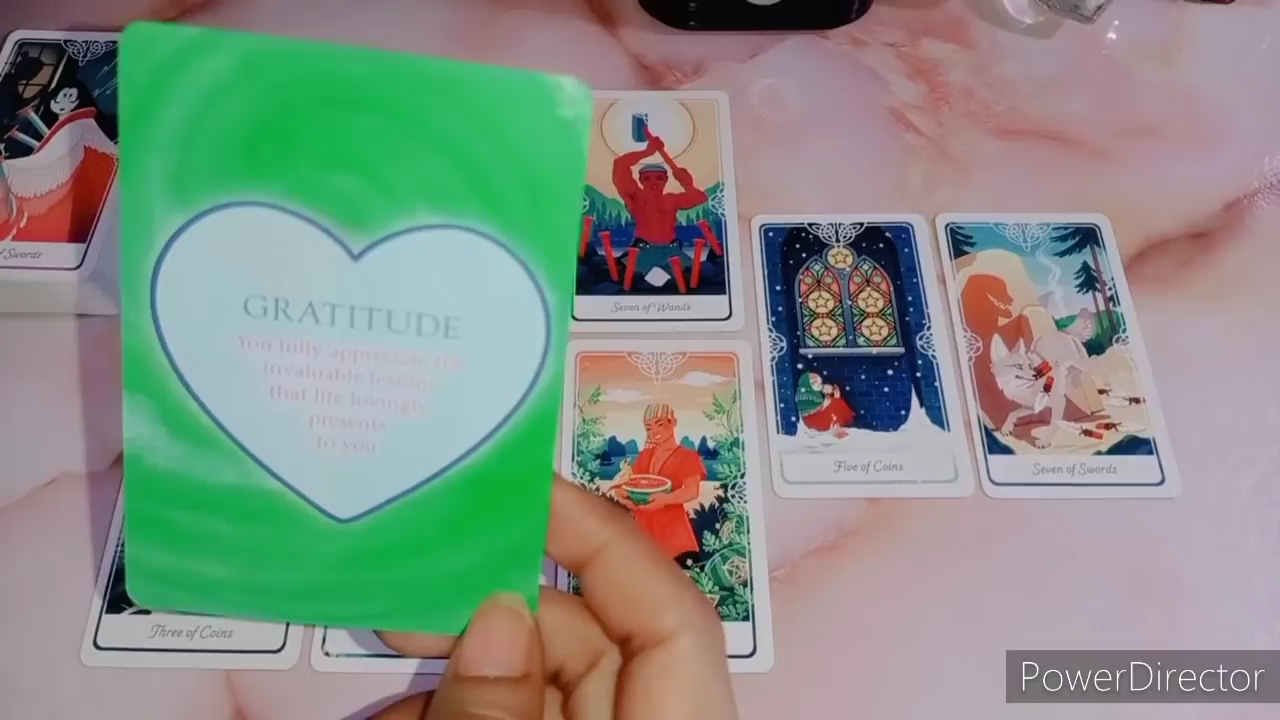 GRATITUDE
You fully appreciate the
invaluable lessons
that life lovingly
presents
to you
Swords
Seven of Wands
Five of Coins
Seven of Swords
Three of Coins
PowerDirector